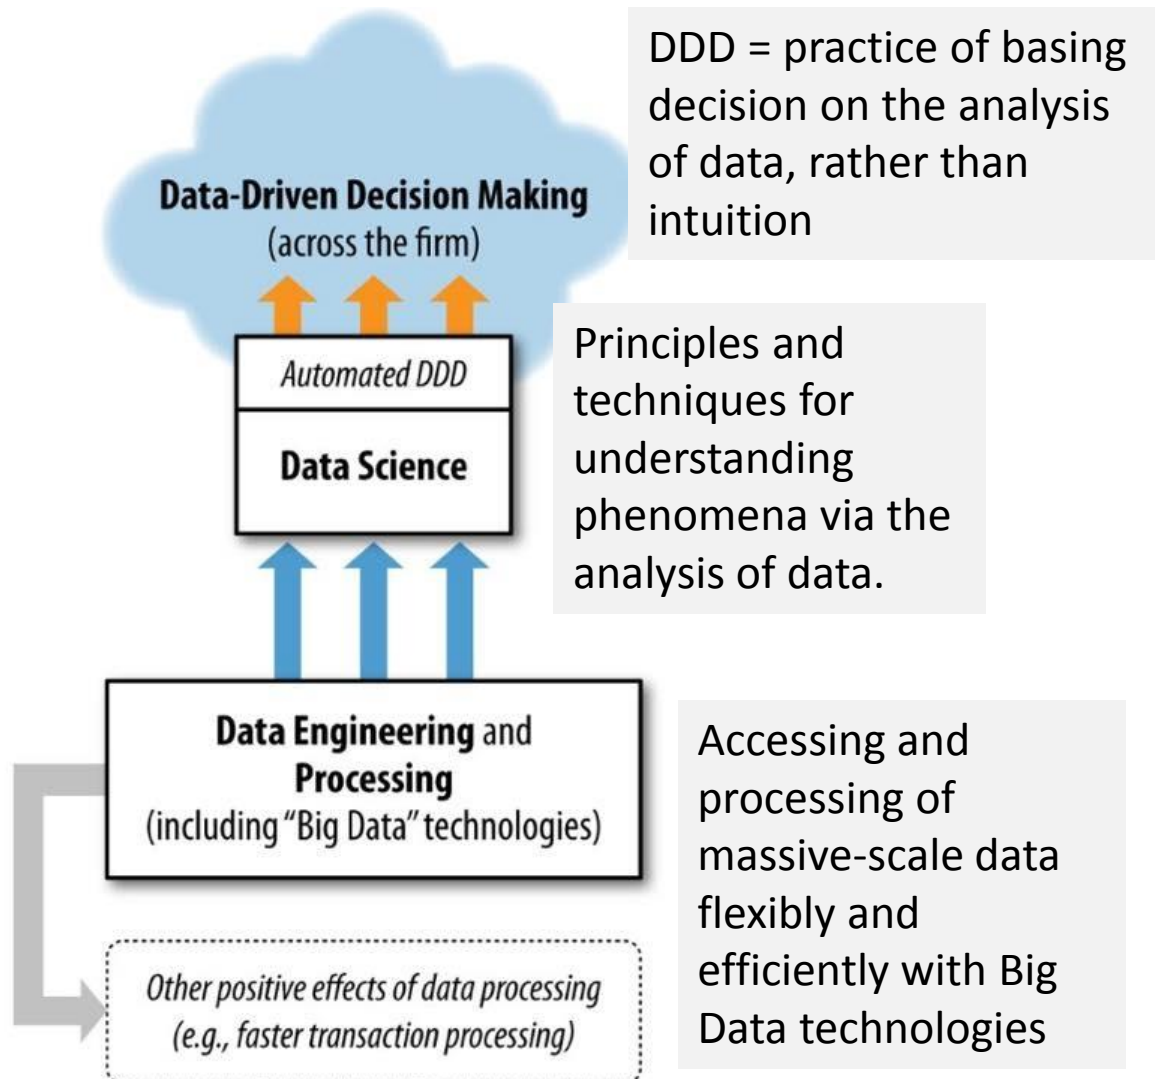 DDD = practice of basing
decision on the analysis
of data, rather than
intuition
Data-Driven Decision Making
(across the firm)
Automated DDD
Data Science
Principles and
techniques for
understanding
phenomena via the
analysis of data.
Data Engineering and
Processing
(including “Big Data” technologies)
Accessing and
processing of
massive-scale data
flexibly and
efficiently with Big
Data technologies
Other positive effects of data processing
(e.g., faster transaction processing)